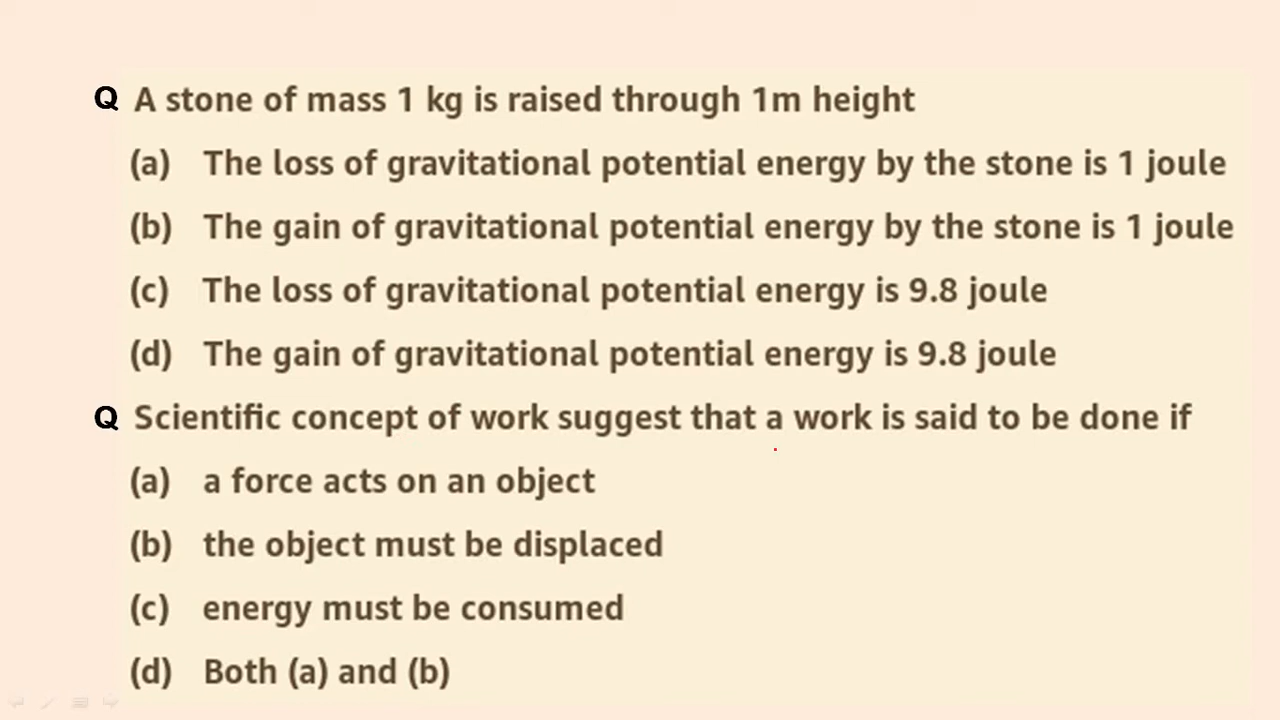 Q A stone of mass 1 kg is raised through 1m height
(a) The loss of gravitational potential energy by the stone is 1 joule
(b) The gain of gravitational potential energy by the stone is 1 joule
(c) The loss of gravitational potential energy is 9.8 joule
(d) The gain of gravitational potential energy is 9.8 joule
Q Scientific concept of work suggest that a work is said to be done if
(a) a force acts on an object
(b) the object must be displaced
(c) energy must be consumed
(d) Both (a) and (b)